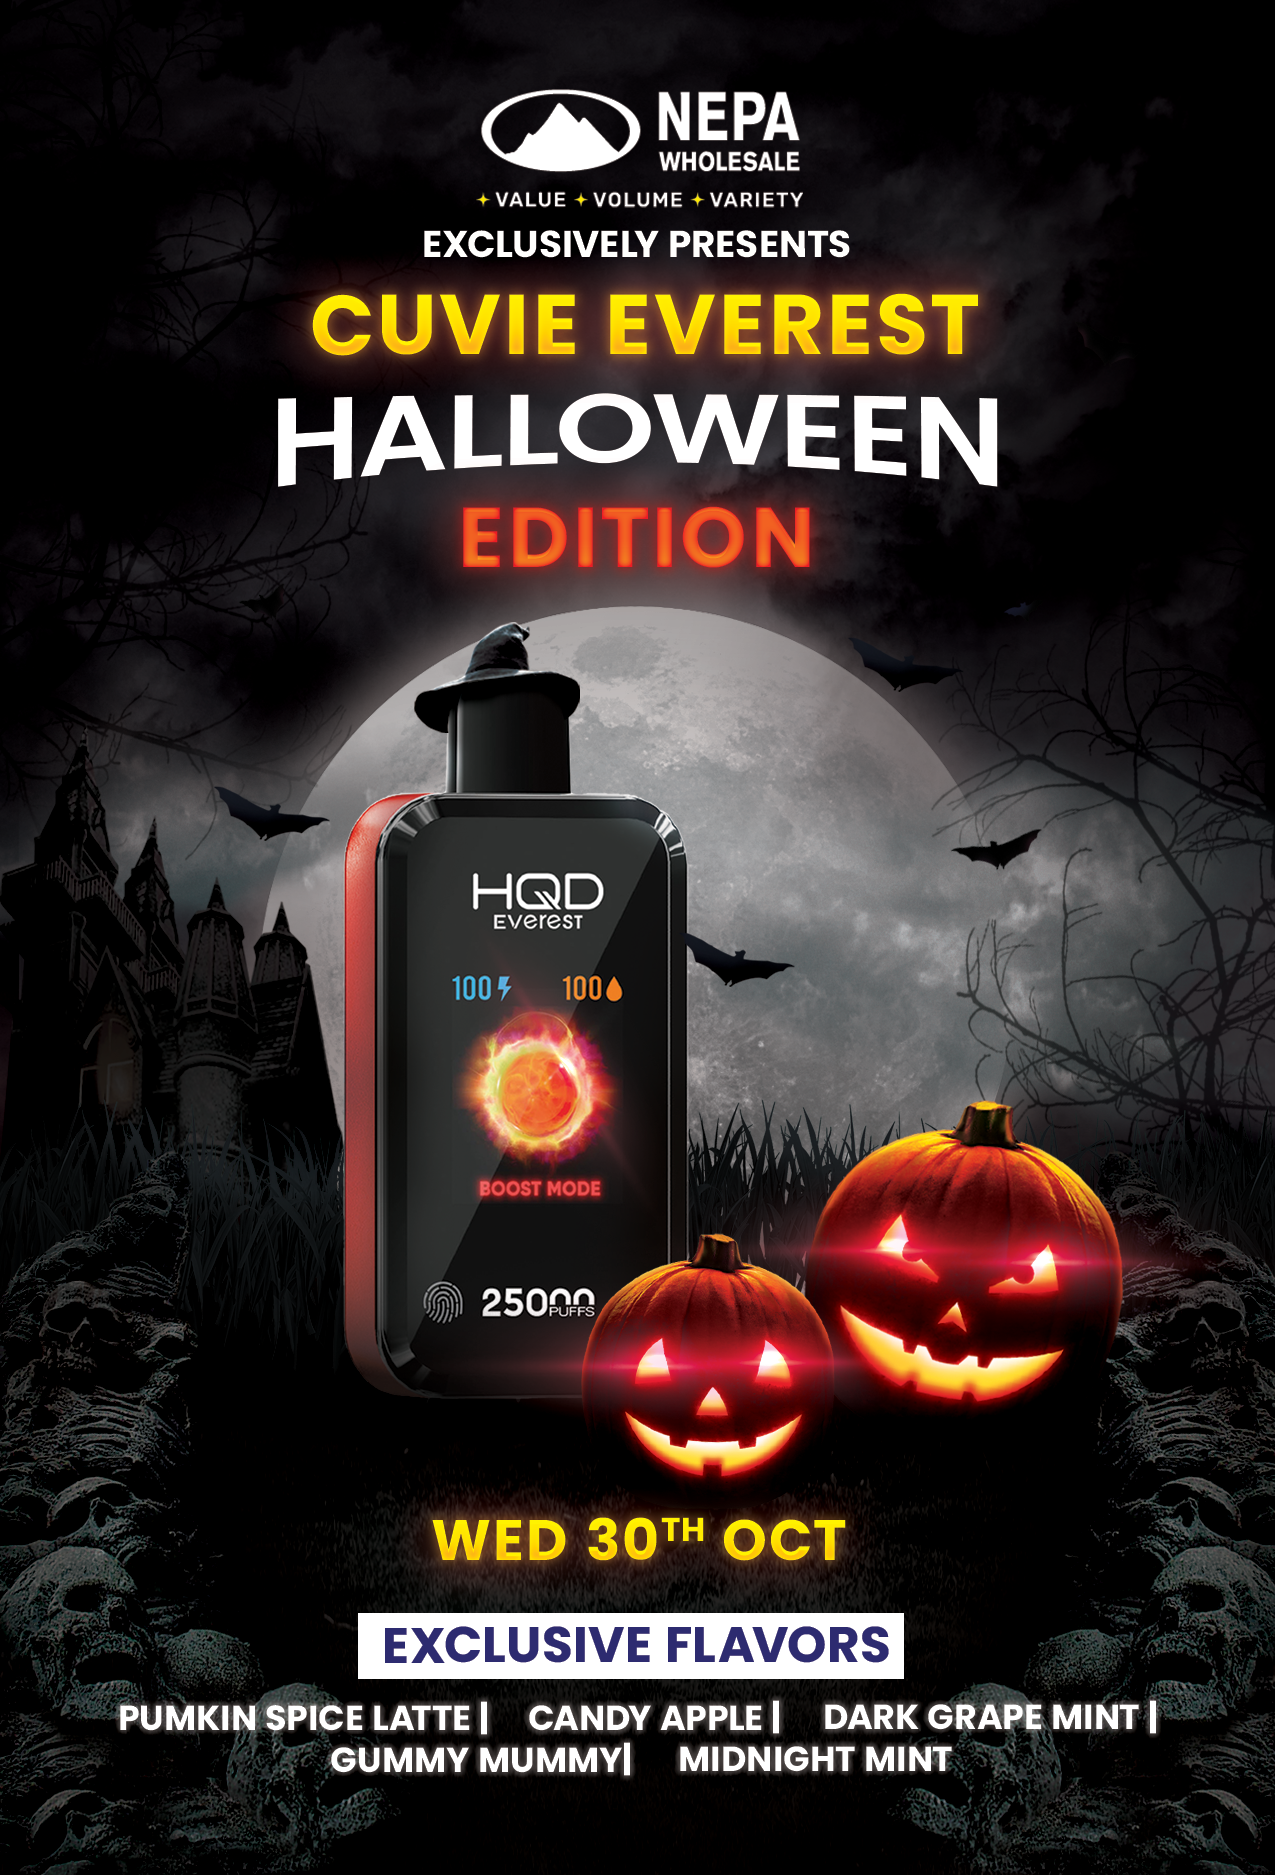 NEPA
WHOLESALE
VALUE VOLUME VARIETY
EXCLUSIVELY PRESENTS
CUVIE EVEREST
HALLOWEEN
EDITION
HQD
Everest
100 100
BOOST MODE
25000
PUFFS
WED 30TH OCT
EXCLUSIVE FLAVORS
PUMKIN SPICE LATTE | CANDY APPLE | DARK GRAPE MINT |
GUMMY MUMMY| MIDNIGHT MINT